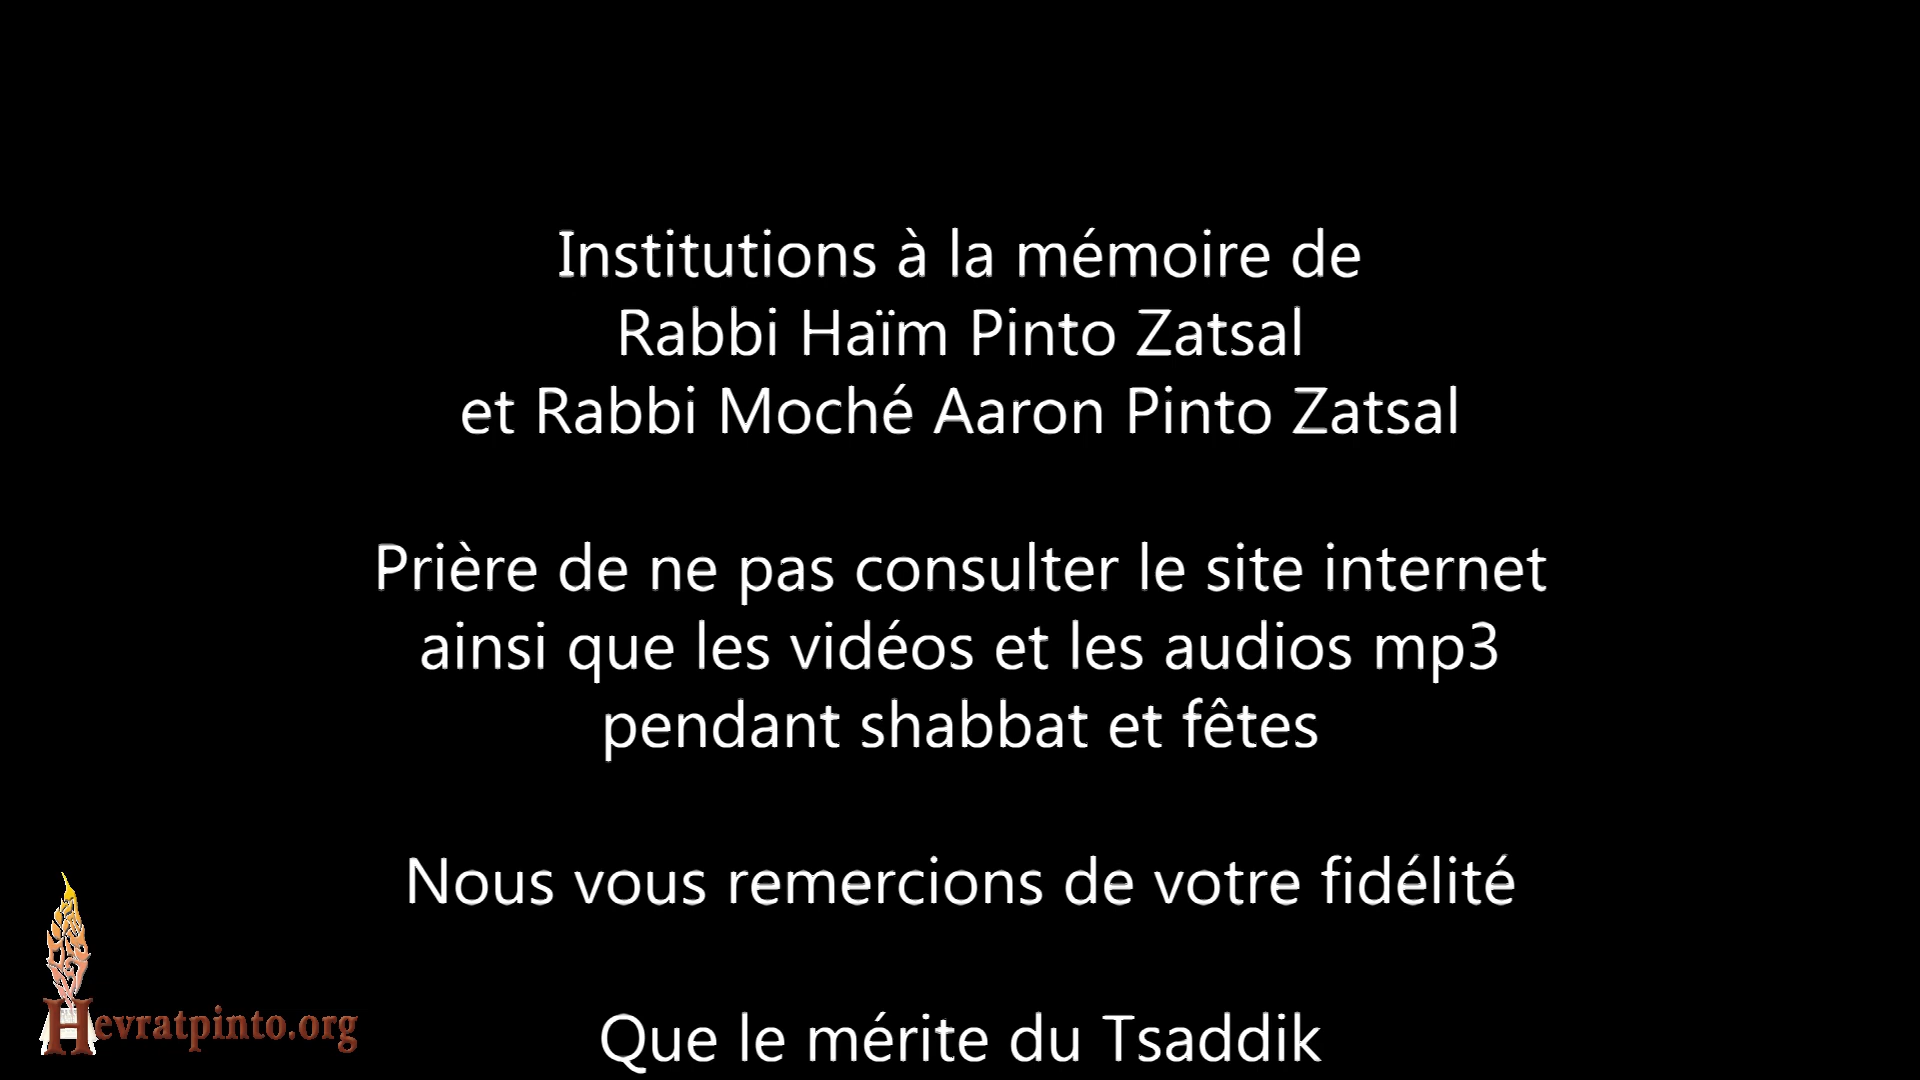 Institutions à la mémoire de
Rabbi Haïm Pinto Zatsal
et Rabbi Moché Aaron Pinto Zatsal
Prière de ne pas consulter le site internet
ainsi que les vidéos et les audios mp3
pendant shabbat et fêtes
Nous vous remercions de votre fidélité
Que le mérite du Tsaddik
Hevratpinto.org